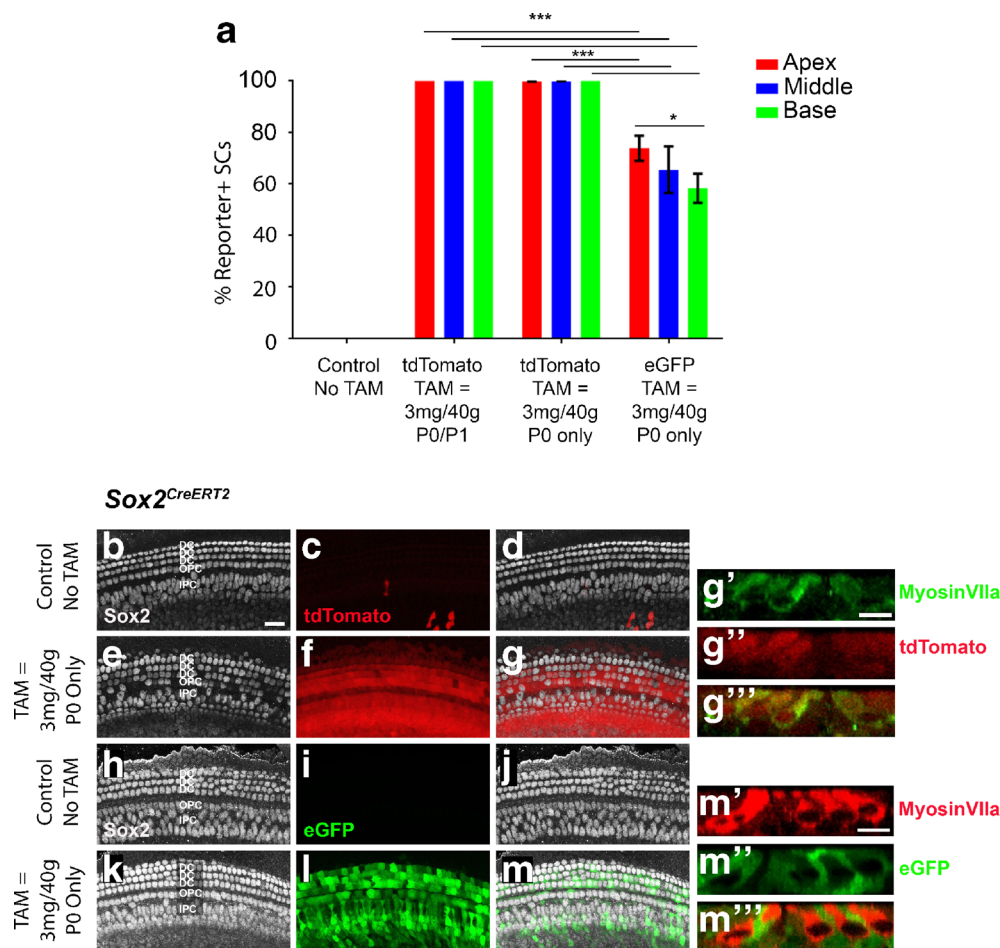 a
***
***
*
Apex
Middle
Base
% Reporter+ SCs
100
80
60
40
20
0
Control
No TAM
tdTomato
TAM =
3mg/40g
P0/P1
tdTomato
TAM =
3mg/40g
P0 only
eGFP
TAM =
3mg/40g
P0 only
Sox2CreERT2
Control
No TAM
b
DC
DC
DC
OPC
IPC
Sox2
c
tdTomato
d
TAM =
3mg/40g
P0 Only
e
DC
DC
DC
OPC
IPC
f
g
g'
MyosinVIIa
g''
tdTomato
g'''
Control
No TAM
h
DC
DC
DC
OPC
IPC
Sox2
i
eGFP
j
TAM =
3mg/40g
P0 Only
k
DC
DC
DC
OPC
IPC
l
m
m'
MyosinVIIa
m''
eGFP
m'''